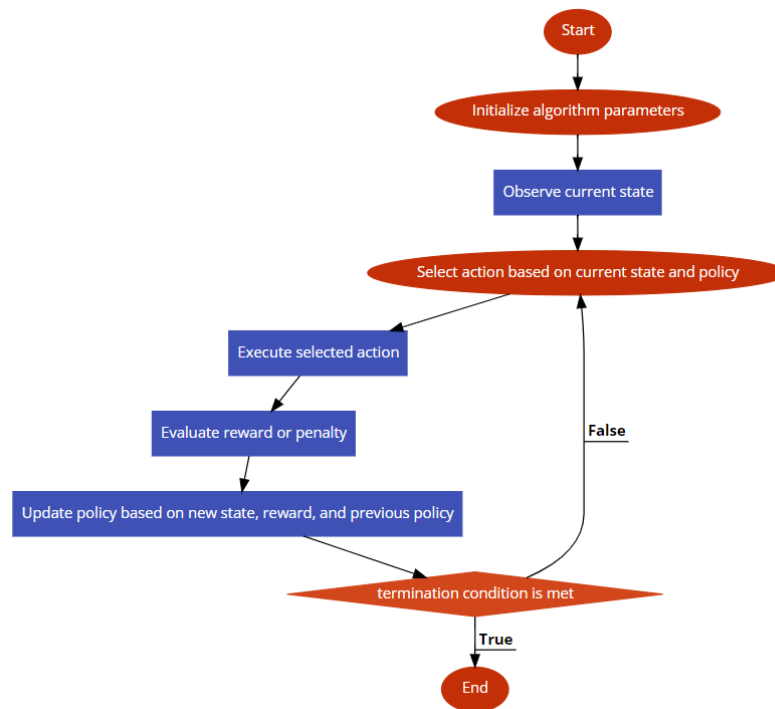 Start
Initialize algorithm parameters
Observe current state
Select action based on current state and policy
Execute selected action
Evaluate reward or penalty
False
Update policy based on new state, reward, and previous policy
termination condition is met
True
End